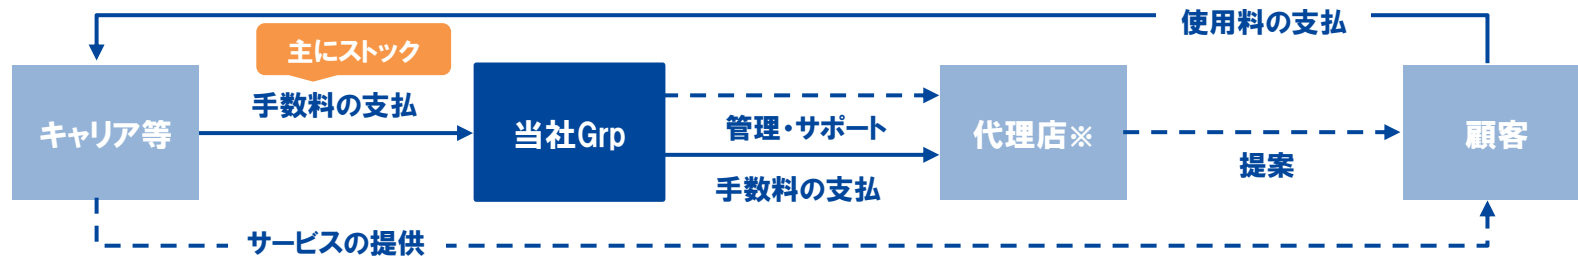 使用料の支払
主にストック
手数料の支払
キャリア等
当社Grp
管理・サポート
手数料の支払
代理店※
提案
顧客
サービスの提供